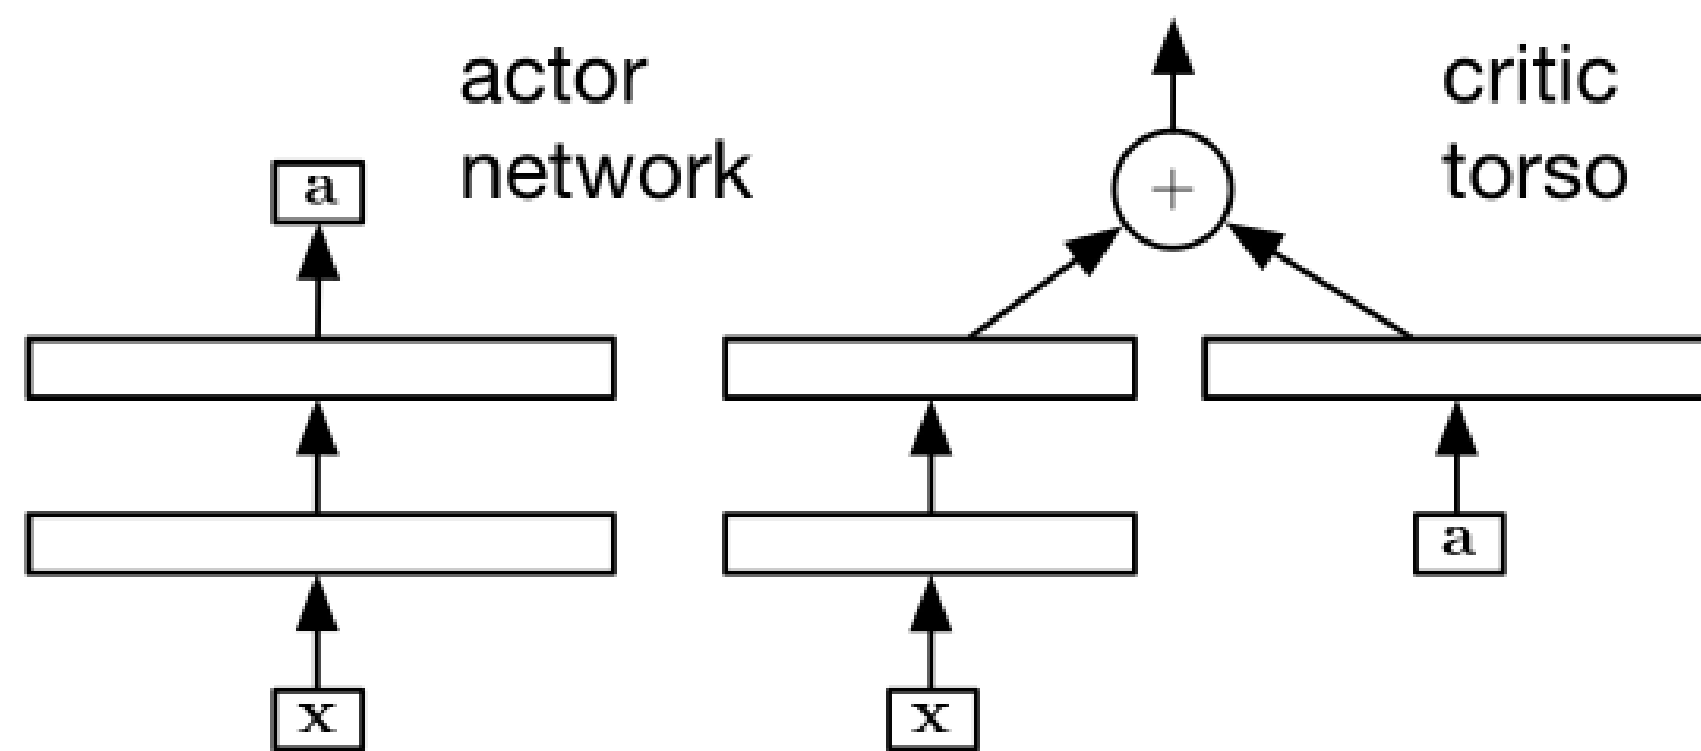 actor
network
a
x
critic
torso
+
x
a